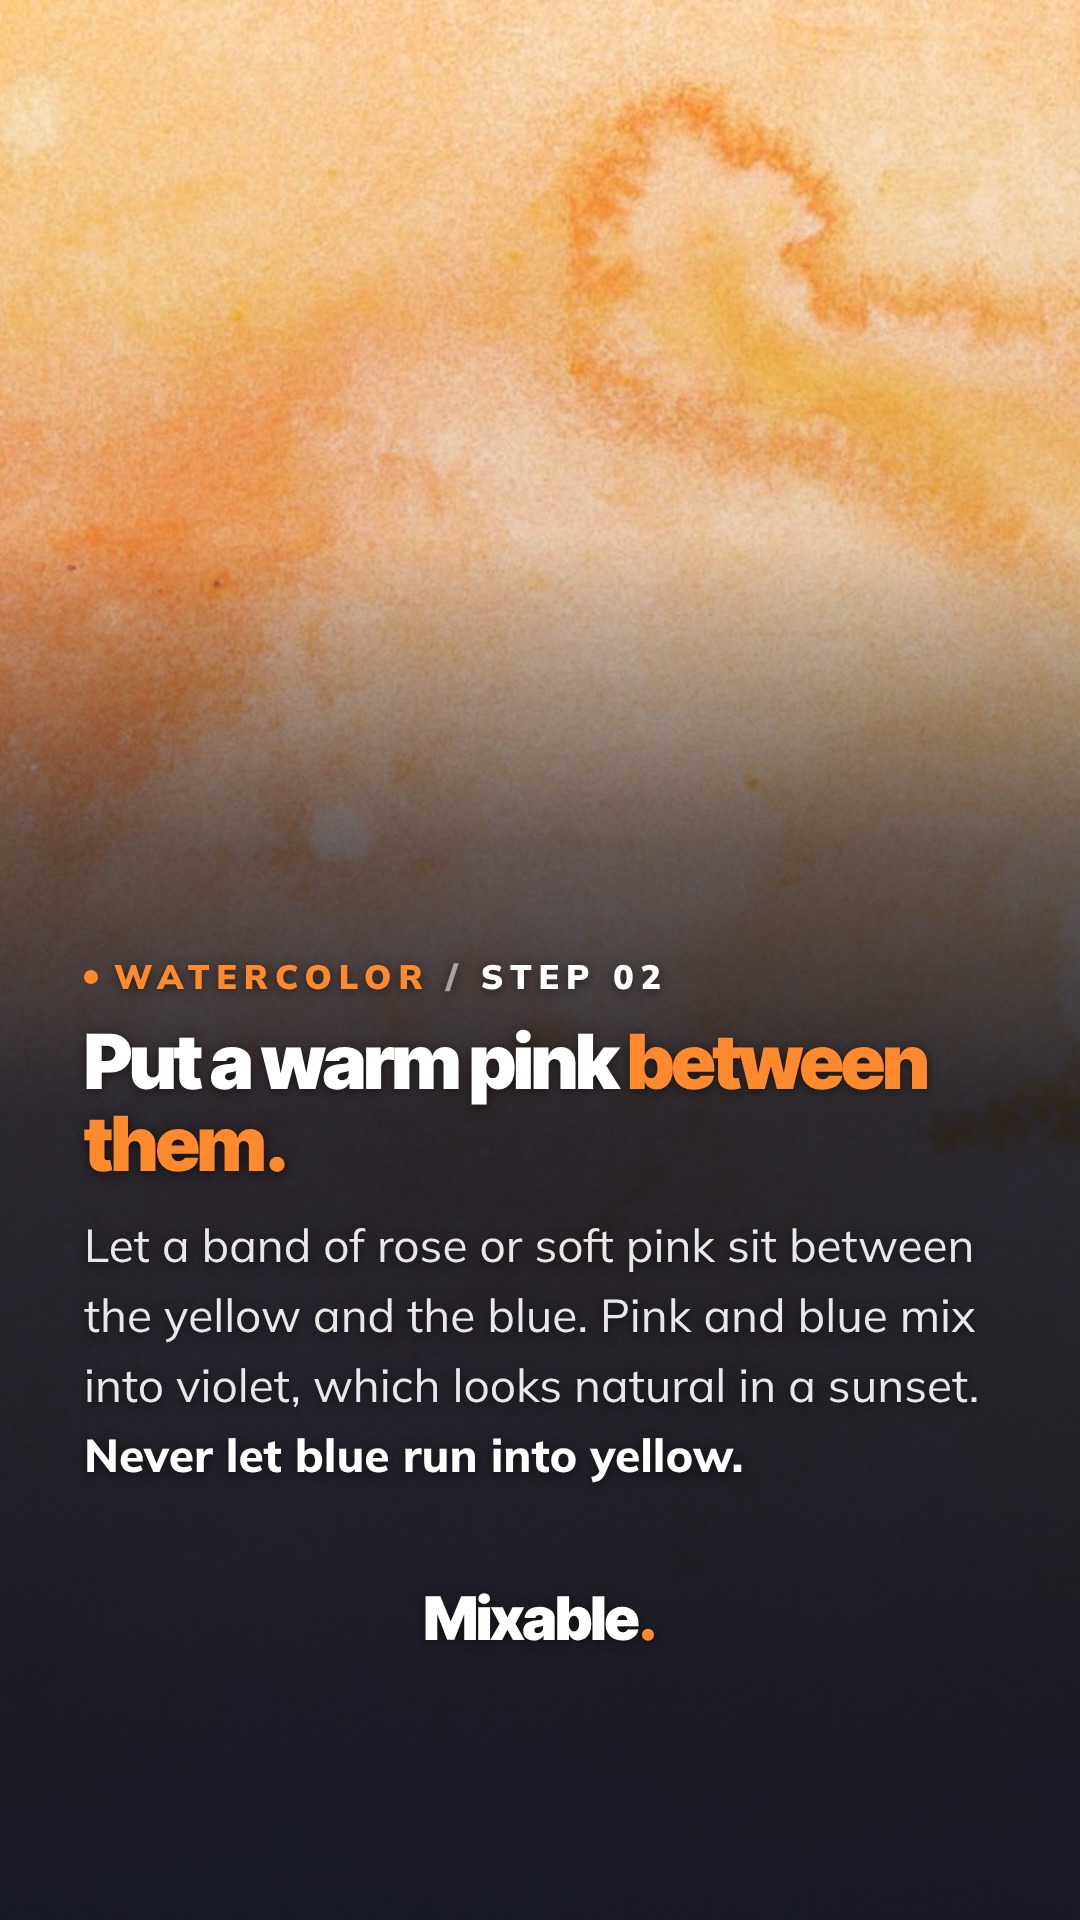 • WATERCOLOR / STEP 02
Put a warm pink between
them.
Let a band of rose or soft pink sit between
the yellow and the blue. Pink and blue mix
into violet, which looks natural in a sunset.
Never let blue run into yellow.
Mixable.